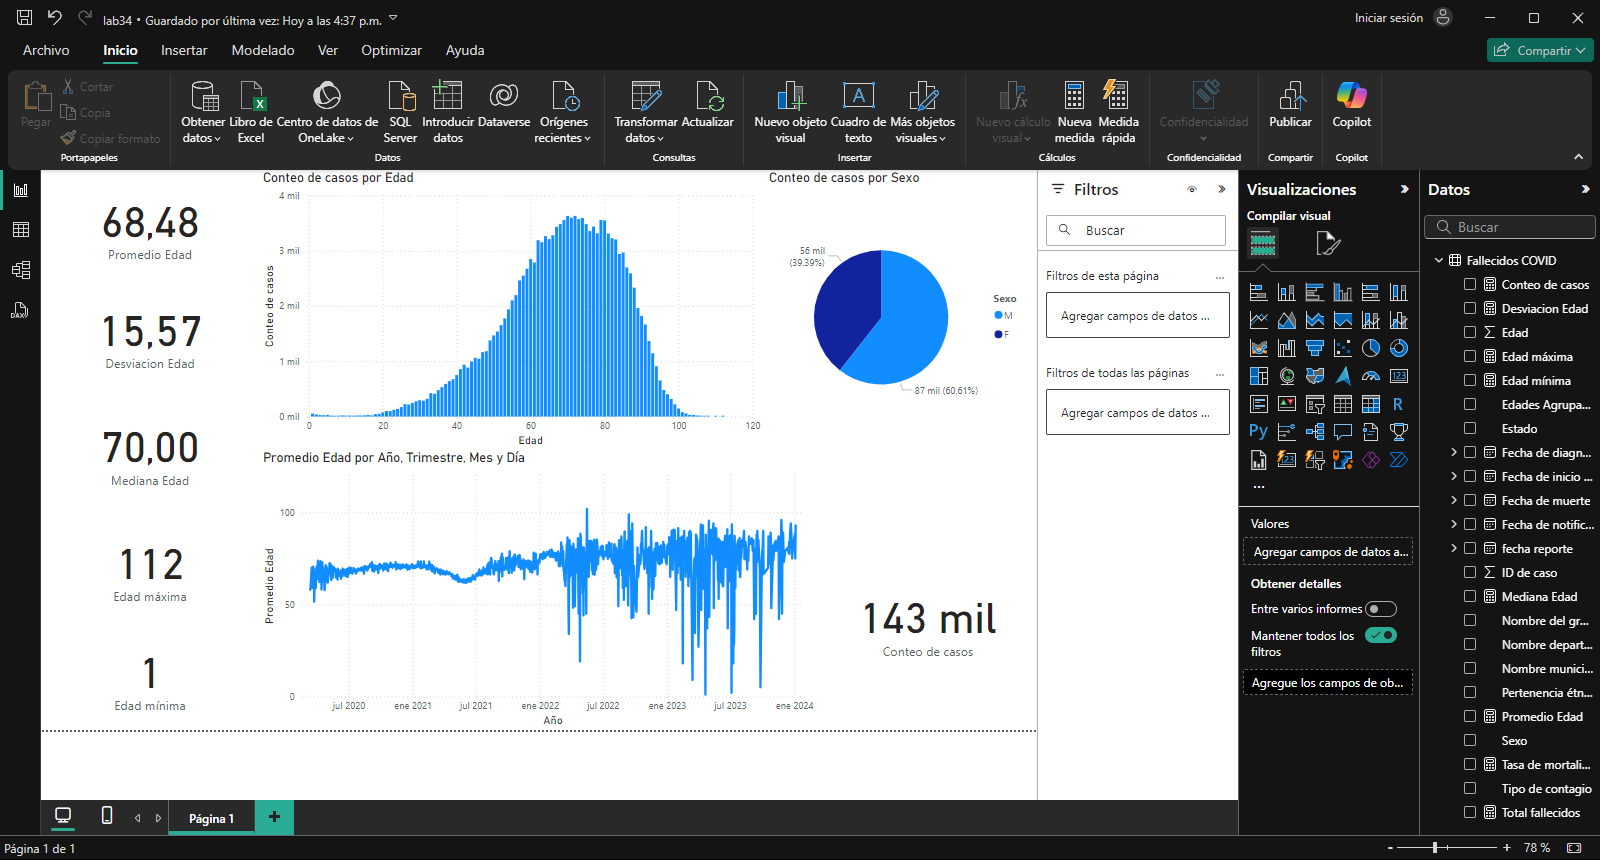 lab34 • Guardado por última vez: Hoy a las 4:37 p.m.
Iniciar sesión
Archivo Inicio Insertar Modelado Ver Optimizar Ayuda
Compartir
Pegar
Cortar
Copia
Copiar formato
Portapapeles
Obtener datos
Libro de Excel
Centro de datos de OneLake
SQL Server
Introducir datos
Dataverse
Orígenes recientes
Datos
Transformar datos
Actualizar
Consultas
Nuevo objeto visual
Cuadro de texto
Más objetos visuales
Insertar
Nuevo cálculo visual
Nueva medida
Medida rápida
Cálculos
Confidencialidad
Confidencialidad
Publicar
Compartir
Copilot
Copilot
68,48
Promedio Edad
15,57
Desviacion Edad
70,00
Mediana Edad
112
Edad máxima
1
Edad mínima
Conteo de casos por Edad
Conteo de casos
4 mil
3 mil
2 mil
1 mil
0 mil
0 20 40 60 80 100 120
Edad
Conteo de casos por Sexo
56 mil
(39,39%)
87 mil (60,61%)
Sexo
M
F
Promedio Edad por Año, Trimestre, Mes y Día
Promedio Edad
100
50
0
jul 2020 ene 2021 jul 2021 ene 2022 jul 2022 ene 2023 jul 2023 ene 2024
Año
143 mil
Conteo de casos
Filtros
Buscar
Filtros de esta página ...
Agregar campos de datos ...
Filtros de todas las páginas ...
Agregar campos de datos ...
Visualizaciones
Compilar visual
123
R
Py
123
...
Valores
Agregar campos de datos a...
Obtener detalles
Entre varios informes
Mantener todos los
filtros
Agregue los campos de ob...
Datos
Buscar
Fallecidos COVID
Conteo de casos
Desviacion Edad
Edad
Edad máxima
Edad mínima
Edades Agrupa...
Estado
Fecha de diagn...
Fecha de inicio ...
Fecha de muerte
Fecha de notific...
fecha reporte
ID de caso
Mediana Edad
Nombre del gr...
Nombre depart...
Nombre munici...
Pertenencia étn...
Promedio Edad
Sexo
Tasa de mortali...
Tipo de contagio
Total fallecidos
DAX
Página 1
+
Página 1 de 1
- + 78 %